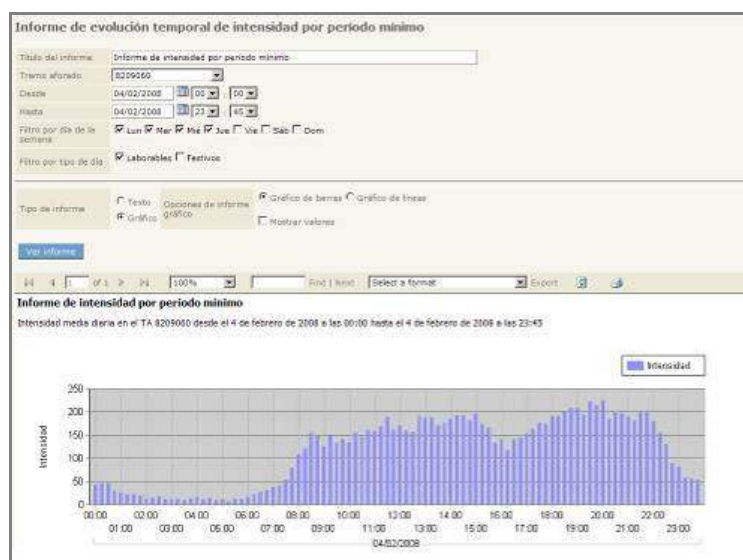 Informe de evolución temporal de intensidad por periodo mínimo
Título del informe Informe de intensidad por periodo mínimo
Tramo aforado 8209060
Desde 04/02/2008 00 : 00
Hasta 04/02/2008 23 : 45
Filtro por día de la semana Lun Mar Mié Jue Vie Sáb Dom
Filtro por tipo de día Laborables Festivos
Tipo de informe Texto Gráfico Opciones de informe gráfico Gráfico de barras Gráfico de líneas
Mostrar valores
Ver informe
1 of 1 100% Find | Next Select a format Export
Informe de intensidad por periodo mínimo
Intensidad media diaria en el TA 8209060 desde el 4 de febrero de 2008 a las 00:00 hasta el 4 de febrero de 2008 a las 23:45
Intensidad
Intensidad
250
200
150
100
50
0
00:00 02:00 04:00 06:00 08:00 10:00 12:00 14:00 16:00 18:00 20:00 22:00
01:00 03:00 05:00 07:00 09:00 11:00 13:00 15:00 17:00 19:00 21:00 23:00
04/02/2008